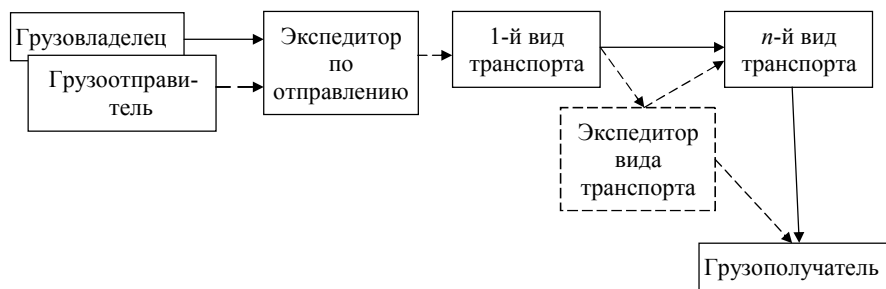 Грузовладелец
Грузоотправи-
тель
Экспедитор
по
отправлению
1-й вид
транспорта
n-й вид
транспорта
Экспедитор
вида
транспорта
Грузополучатель